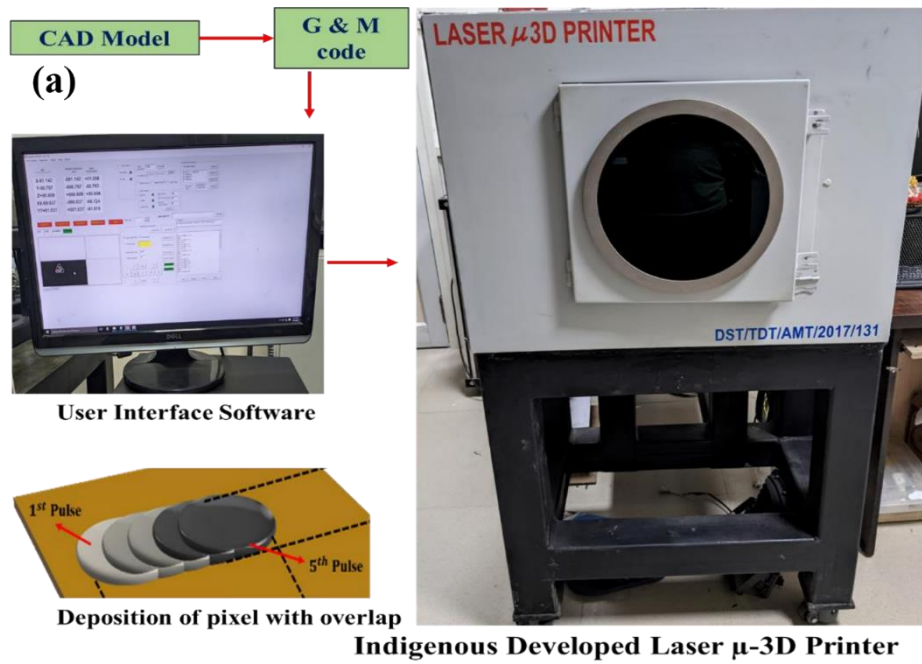 CAD Model
G & M
code
(a)
LASER μ3D PRINTER
DELL
DST/TDT/AMT/2017/131
User Interface Software
1st Pulse
5th Pulse
Deposition of pixel with overlap
Indigenous Developed Laser μ-3D Printer